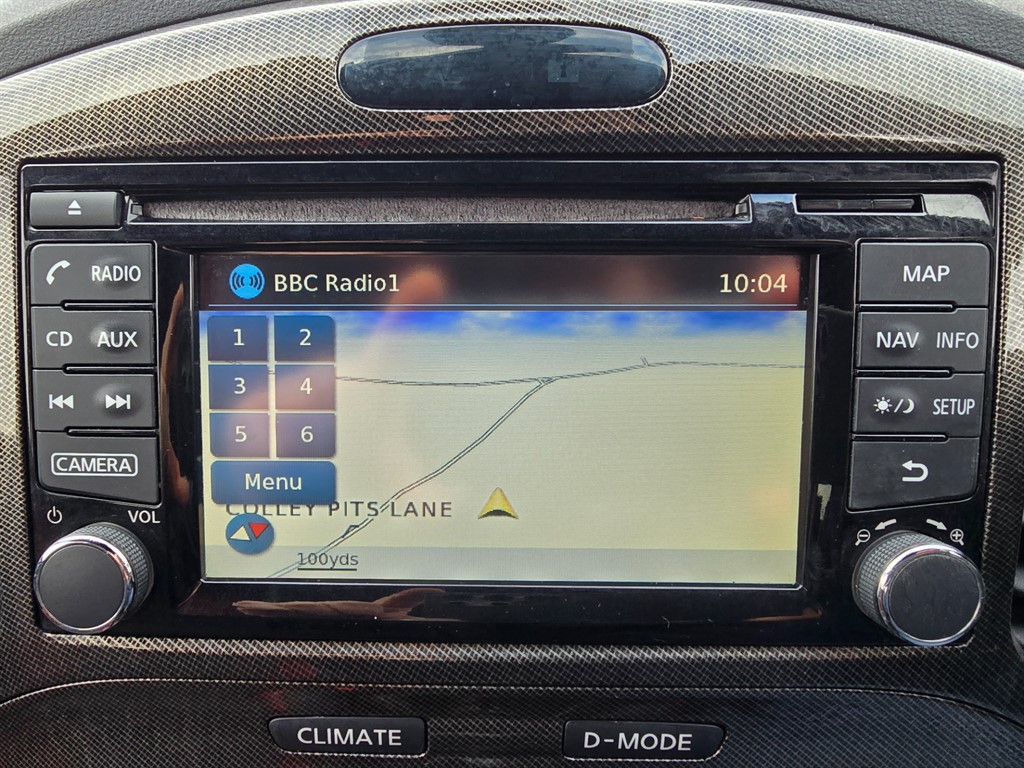 BBC Radio1 10:04
RADIO
CD AUX
CAMERA
VOL
1 2
3 4
5 6
Menu
COLLEY PITS LANE
100yds
MAP
NAV INFO
/ SETUP
CLIMATE
D-MODE